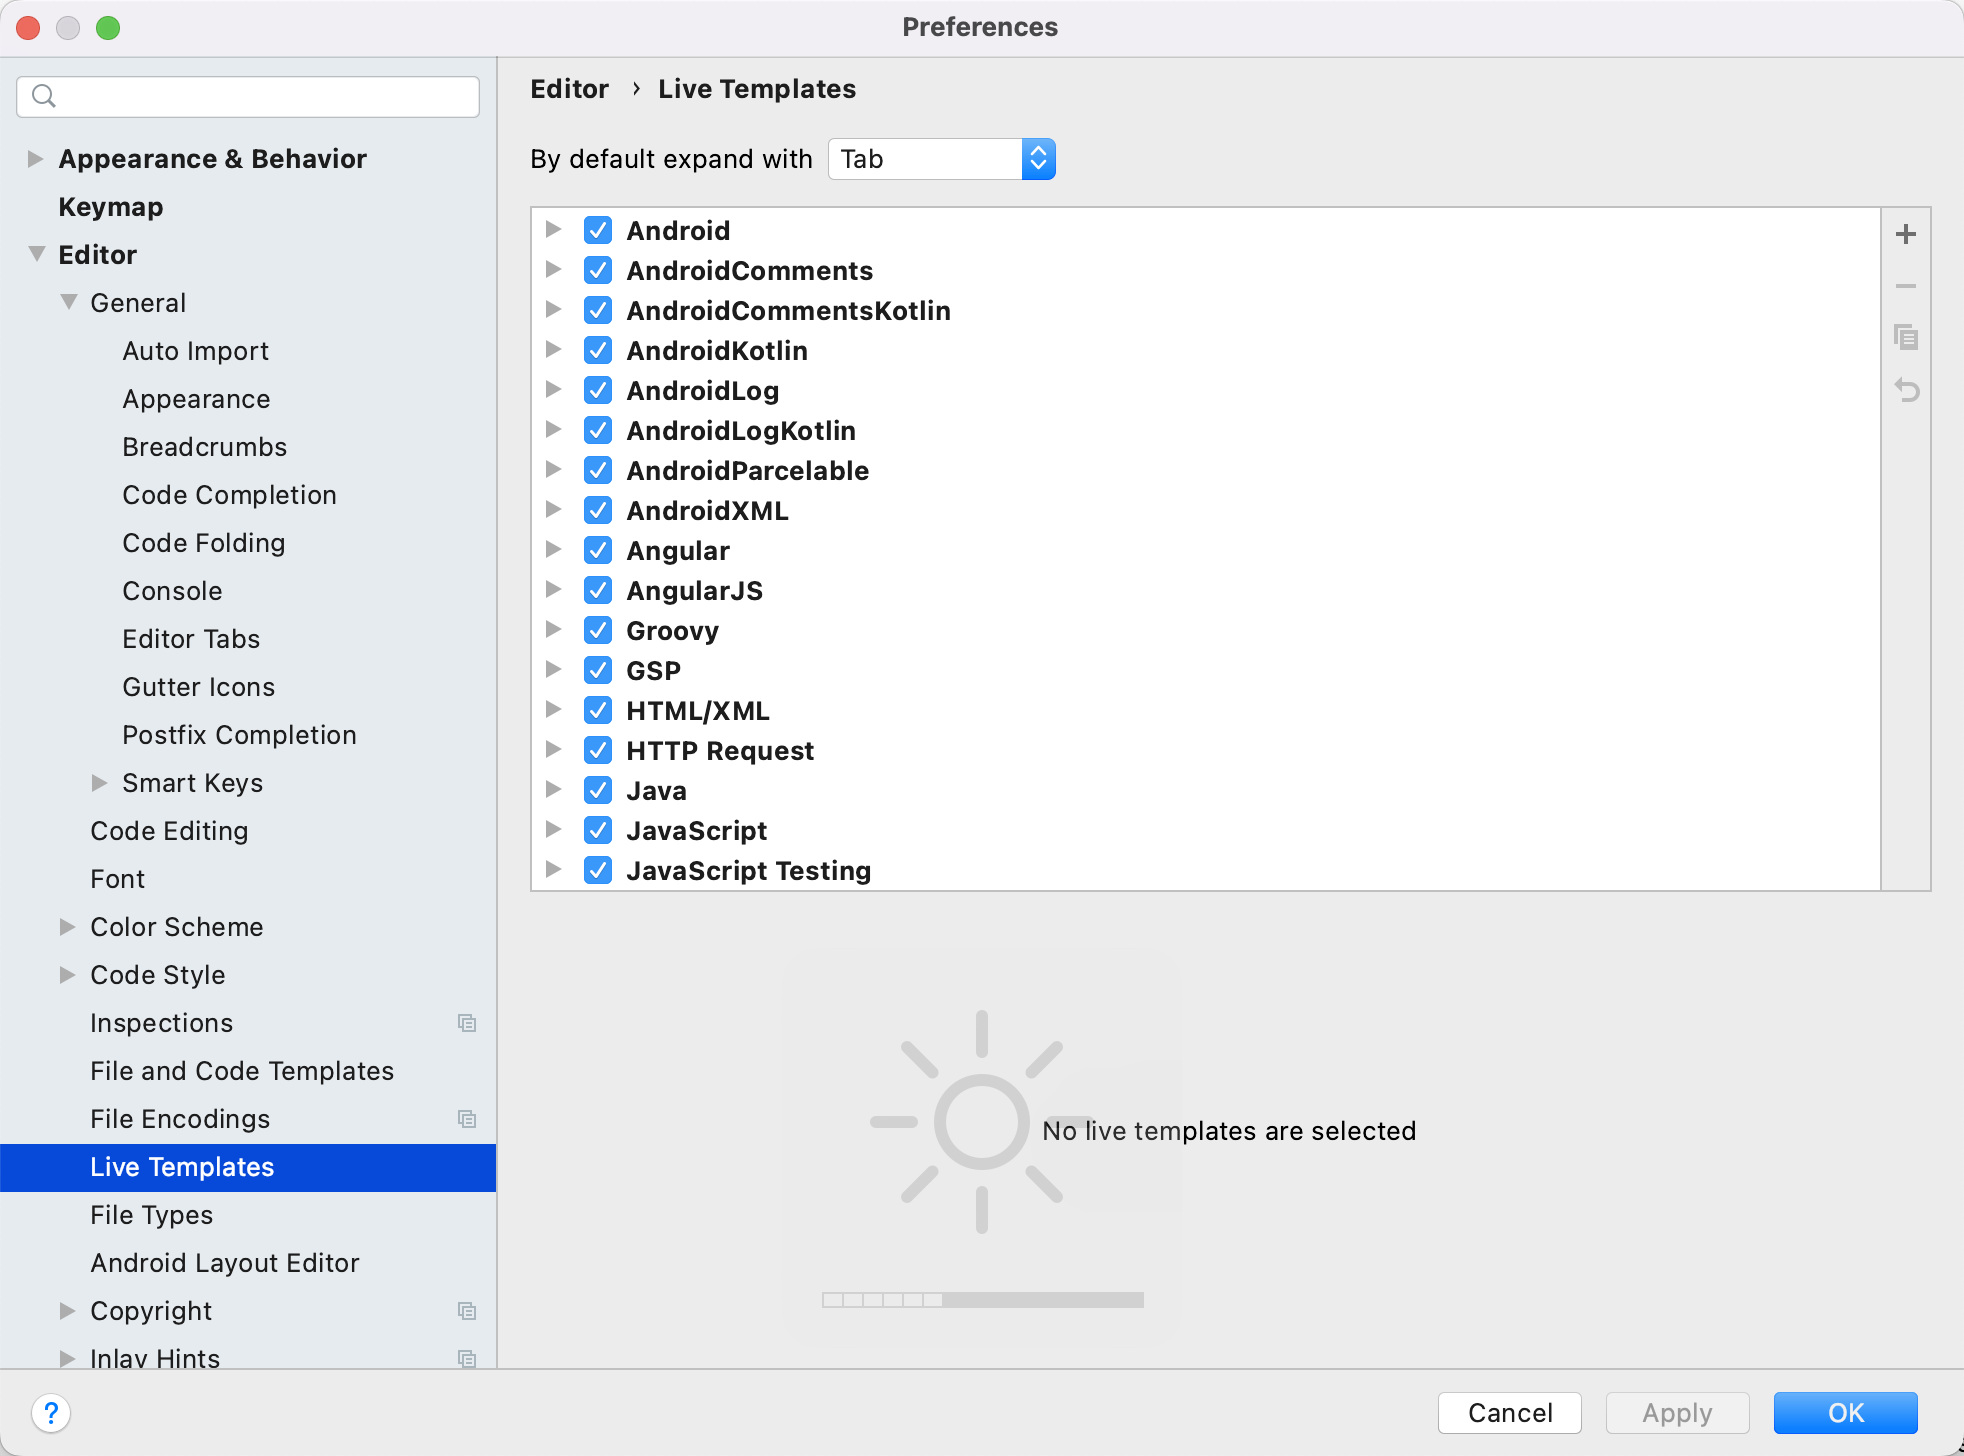 Preferences
Appearance & Behavior
Keymap
Editor
General
Auto Import
Appearance
Breadcrumbs
Code Completion
Code Folding
Console
Editor Tabs
Gutter Icons
Postfix Completion
Smart Keys
Code Editing
Font
Color Scheme
Code Style
Inspections
File and Code Templates
File Encodings
Live Templates
File Types
Android Layout Editor
Copyright
Inlay Hints
Editor › Live Templates
By default expand with Tab
Android
AndroidComments
AndroidCommentsKotlin
AndroidKotlin
AndroidLog
AndroidLogKotlin
AndroidParcelable
AndroidXML
Angular
AngularJS
Groovy
GSP
HTML/XML
HTTP Request
Java
JavaScript
JavaScript Testing
No live templates are selected
?
Cancel
Apply
OK